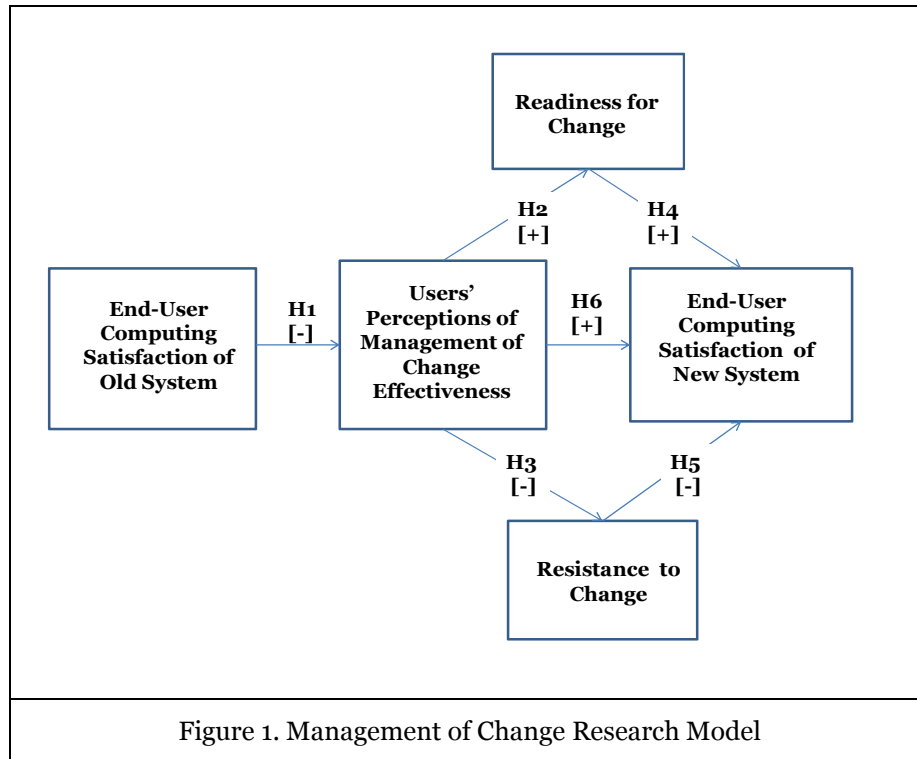 Readiness for
Change
H2
[+]
H4
[+]
End-User
Computing
Satisfaction of
Old System
H1
[-]
Users’
Perceptions of
Management of
Change
Effectiveness
H6
[+]
End-User
Computing
Satisfaction of
New System
H3
[-]
H5
[-]
Resistance to
Change
Figure 1. Management of Change Research Model